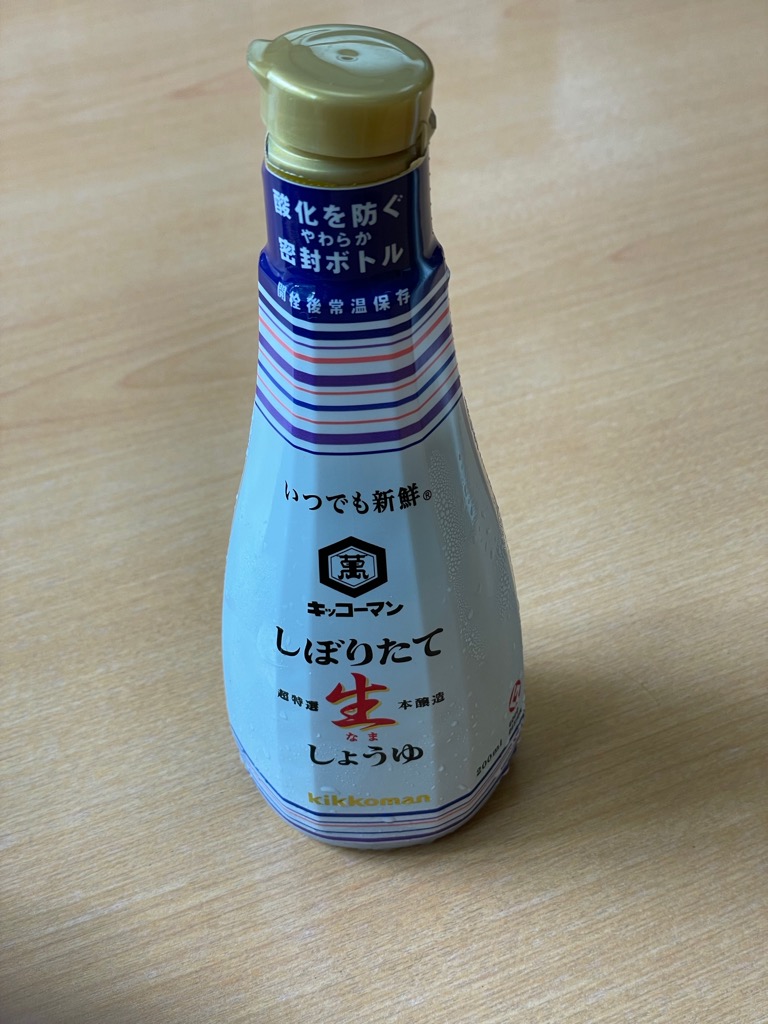 酸化を防ぐ
やわらか
密封ボトル
開栓後常温保存
いつでも新鮮®
萬
キッコーマン
しぼりたて
超特選 生 本醸造
なま
しょうゆ
200ml
kikkoman